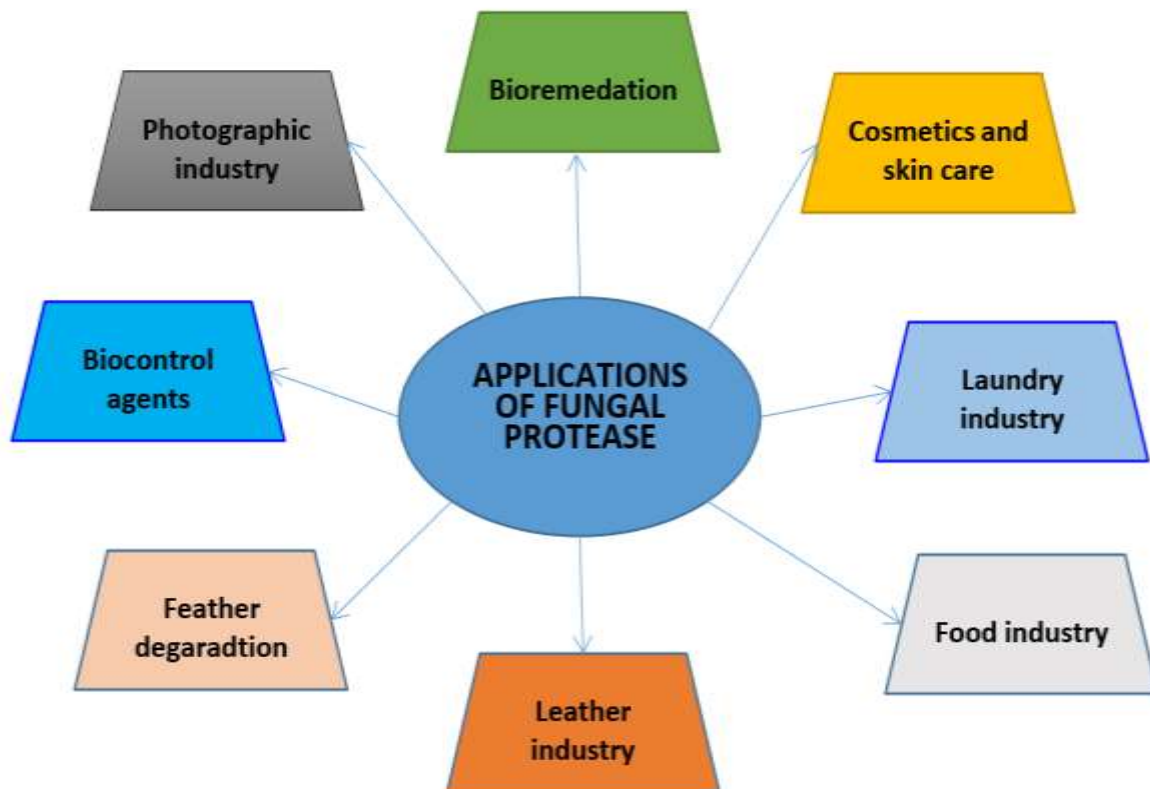 Bioremedation
Photographic
industry
Cosmetics and
skin care
Biocontrol
agents
APPLICATIONS
OF FUNGAL
PROTEASE
Laundry
industry
Feather
degaradtion
Food industry
Leather
industry